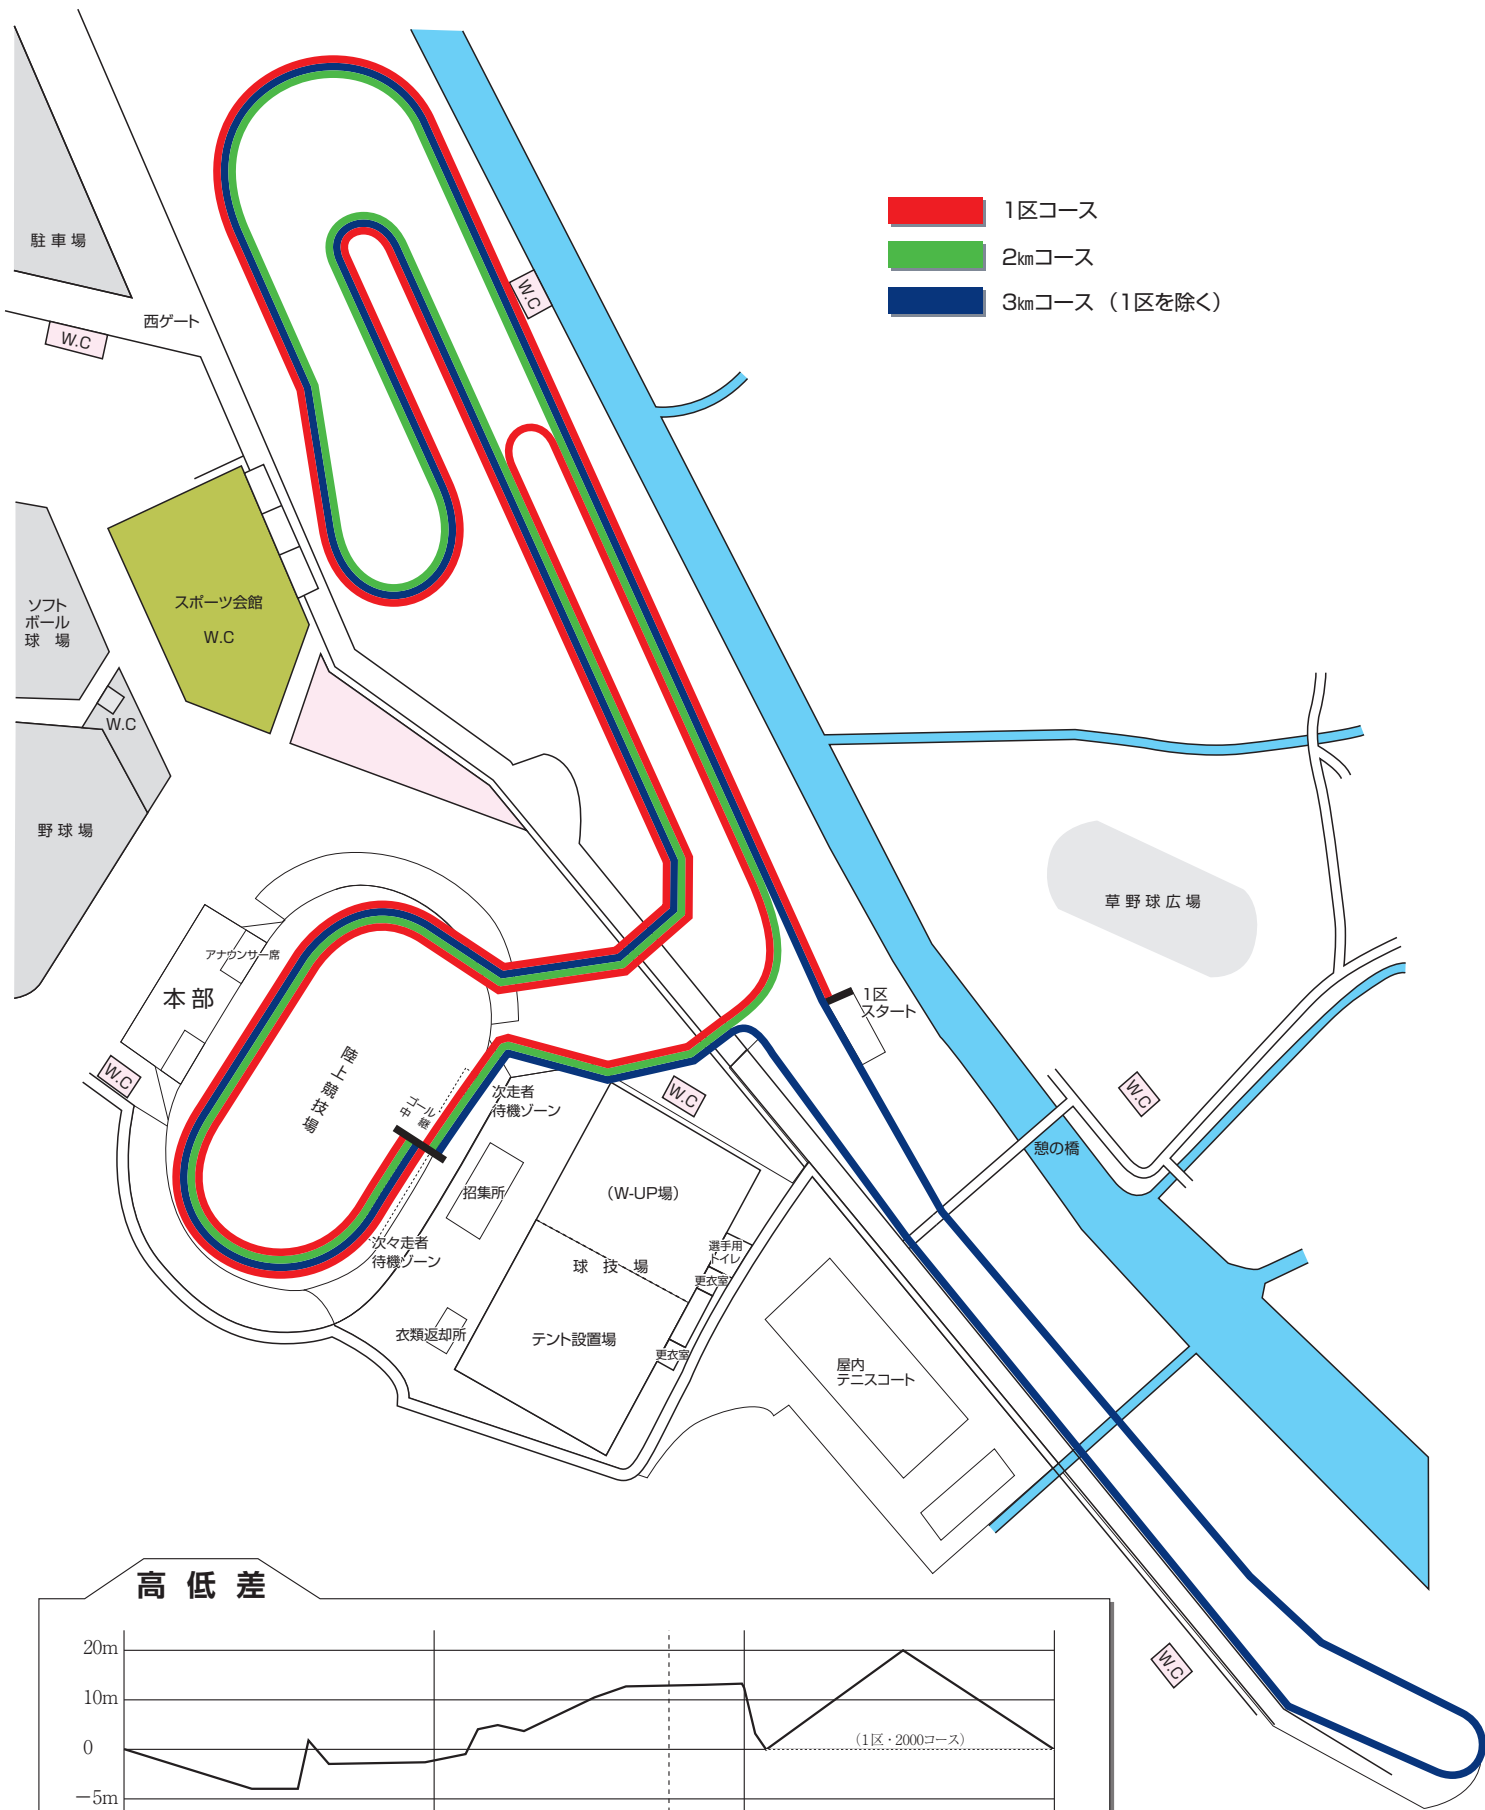 1区コース
2㎞コース
3㎞コース（1区を除く）
駐車場
西ゲート
W.C
W.C
スポーツ会館
W.C
ソフト
ボール
球　場
W.C
野球場
草野球広場
アナウンサー席
本部
1区
スタート
陸上競技場
W.C
W.C
W.C
次走者
待機ゾーン
ゴール
中継
憩の橋
招集所
（W-UP場）
次々走者
待機ゾーン
球　技　場
選手用
トイレ
更衣室
衣類返却所
テント設置場
更衣室
屋内
テニスコート
W.C
高低差
20m
10m
0
（1区・2000コース）
－5m